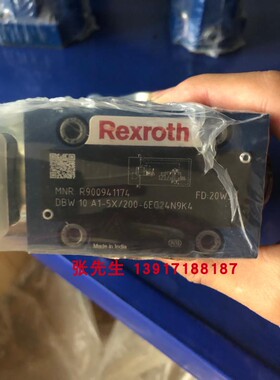 Rexroth
MNR: R900941174 FD:20W
DBW 10 A1-5X/200-6EG24N9K4
Made in India
张先生 13917188187